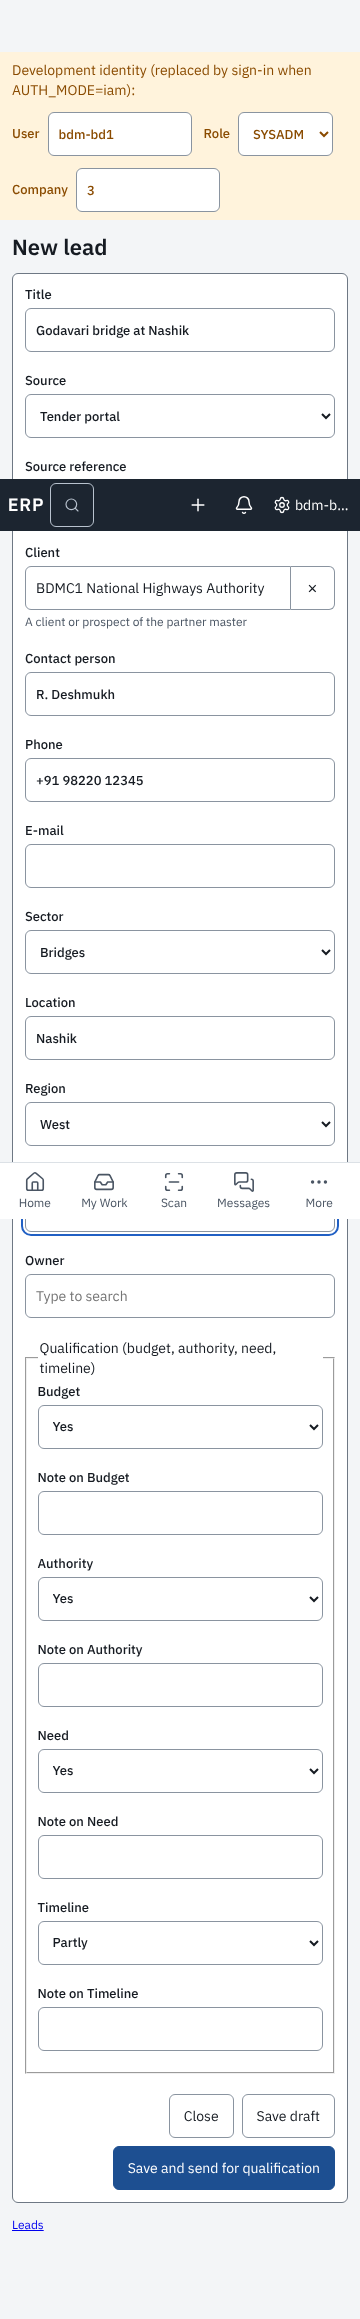 Development identity (replaced by sign-in when
AUTH_MODE=iam):
User bdm-bd1 Role SYSADM
Company 3
New lead
Title
Godavari bridge at Nashik
Source
Tender portal
Source reference
ERP bdm-b...
Client
BDMC1 National Highways Authority ×
A client or prospect of the partner master
Contact person
R. Deshmukh
Phone
+91 98220 12345
E-mail
Sector
Bridges
Location
Nashik
Region
West
Home My Work Scan Messages More
Owner
Type to search
Qualification (budget, authority, need,
timeline)
Budget
Yes
Note on Budget
Authority
Yes
Note on Authority
Need
Yes
Note on Need
Timeline
Partly
Note on Timeline
Close Save draft
Save and send for qualification
Leads